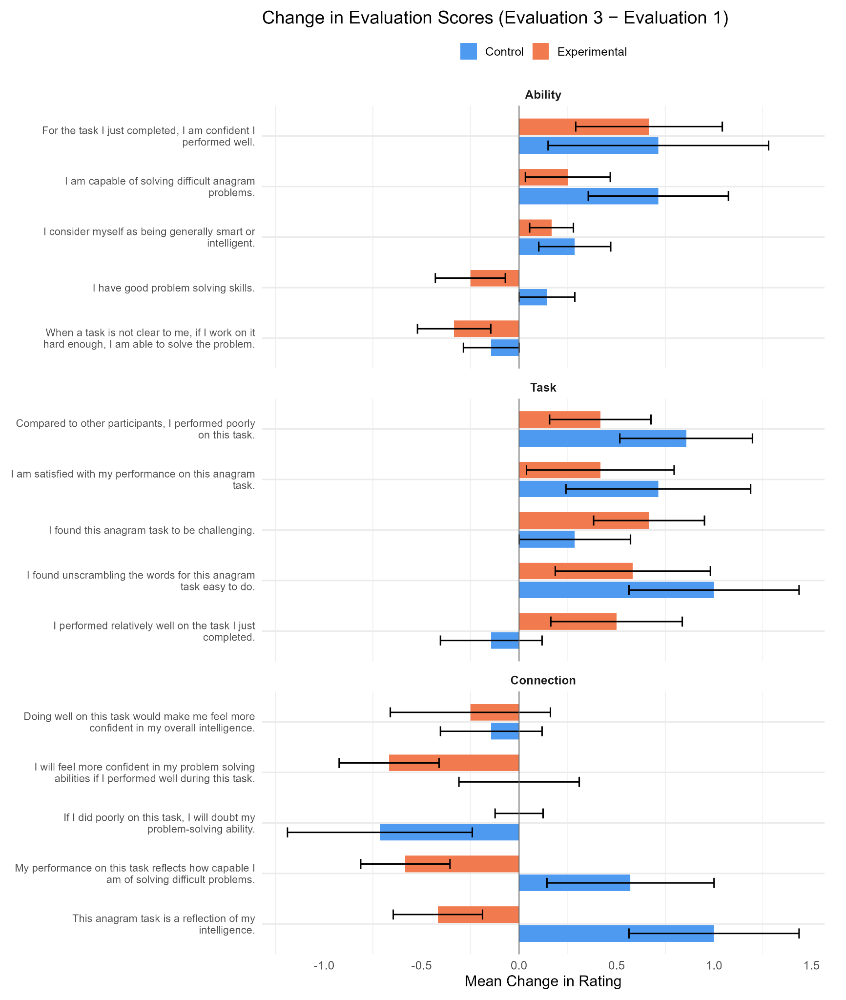 Change in Evaluation Scores (Evaluation 3 − Evaluation 1)
Control
Experimental
Ability
For the task I just completed, I am confident I
performed well.
I am capable of solving difficult anagram
problems.
I consider myself as being generally smart or
intelligent.
I have good problem solving skills.
When a task is not clear to me, if I work on it
hard enough, I am able to solve the problem.
Task
Compared to other participants, I performed poorly
on this task.
I am satisfied with my performance on this anagram
task.
I found this anagram task to be challenging.
I found unscrambling the words for this anagram
task easy to do.
I performed relatively well on the task I just
completed.
Connection
Doing well on this task would make me feel more
confident in my overall intelligence.
I will feel more confident in my problem solving
abilities if I performed well during this task.
If I did poorly on this task, I will doubt my
problem-solving ability.
My performance on this task reflects how capable I
am of solving difficult problems.
This anagram task is a reflection of my
intelligence.
-1.0 -0.5 0.0 0.5 1.0 1.5
Mean Change in Rating